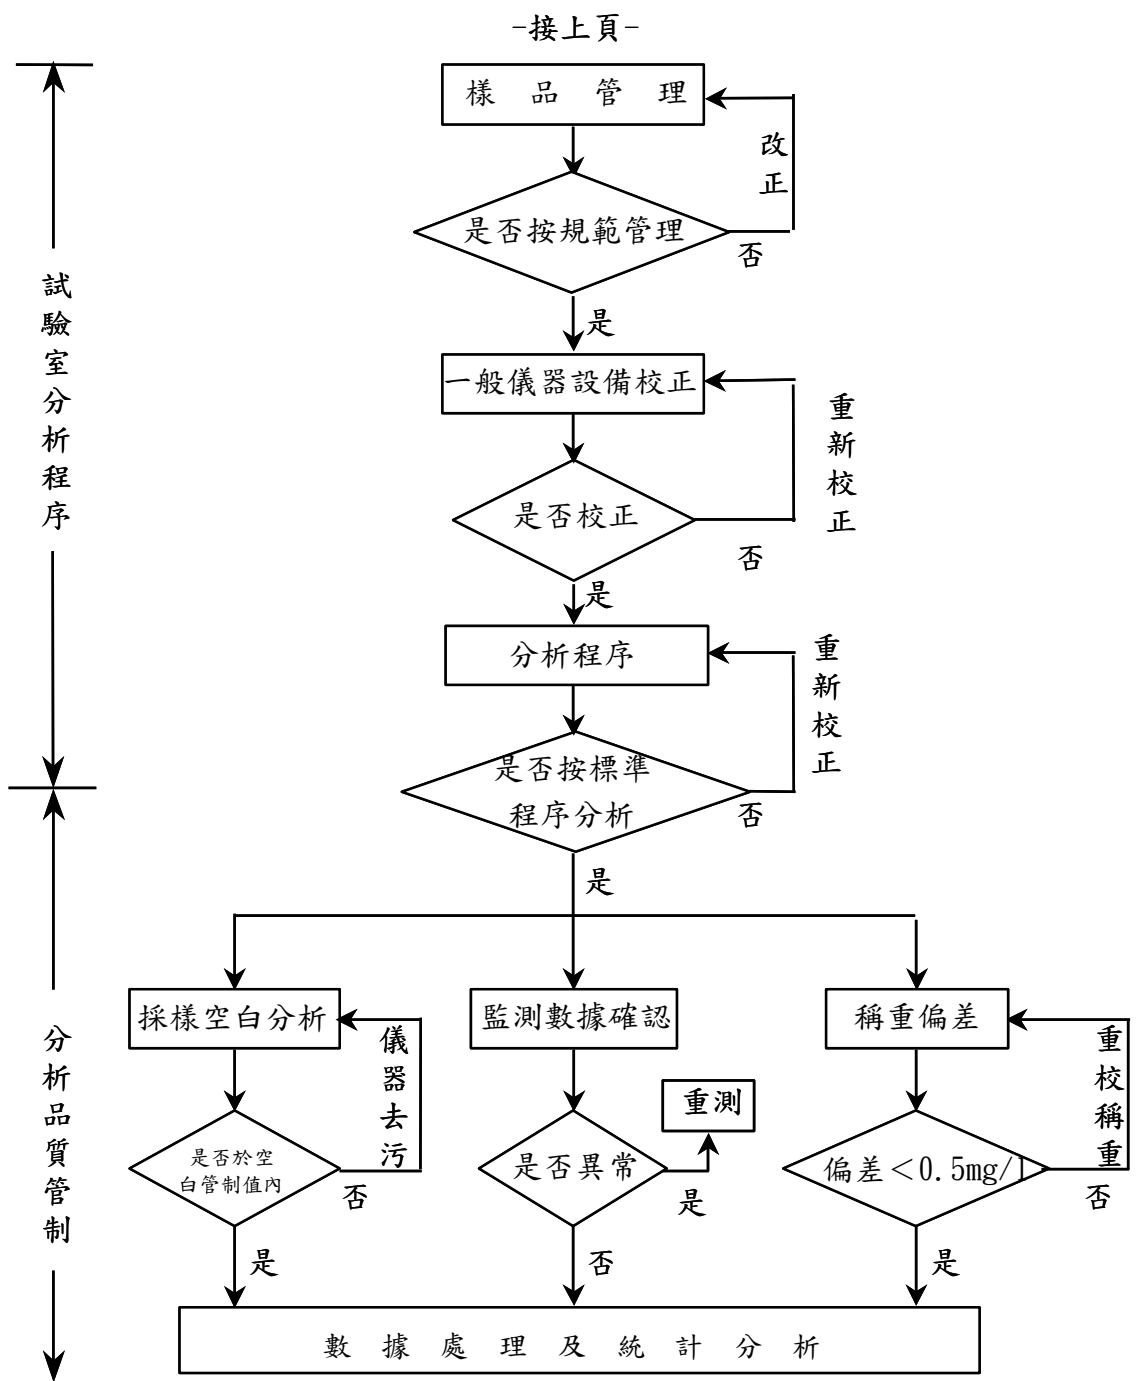 -接上頁-
樣品管理
改正
是否按規範管理
否
是
試驗室分析程序
一般儀器設備校正
重新校正
是否校正
否
是
分析程序
重新校正
是否按標準
程序分析
否
是
分析品質管制
採樣空白分析
儀器去污
是否於空
白管制值內
否
是
監測數據確認
重測
是否異常
是
否
稱重偏差
重校稱重
偏差<0.5mg/l
否
是
數據處理及統計分析